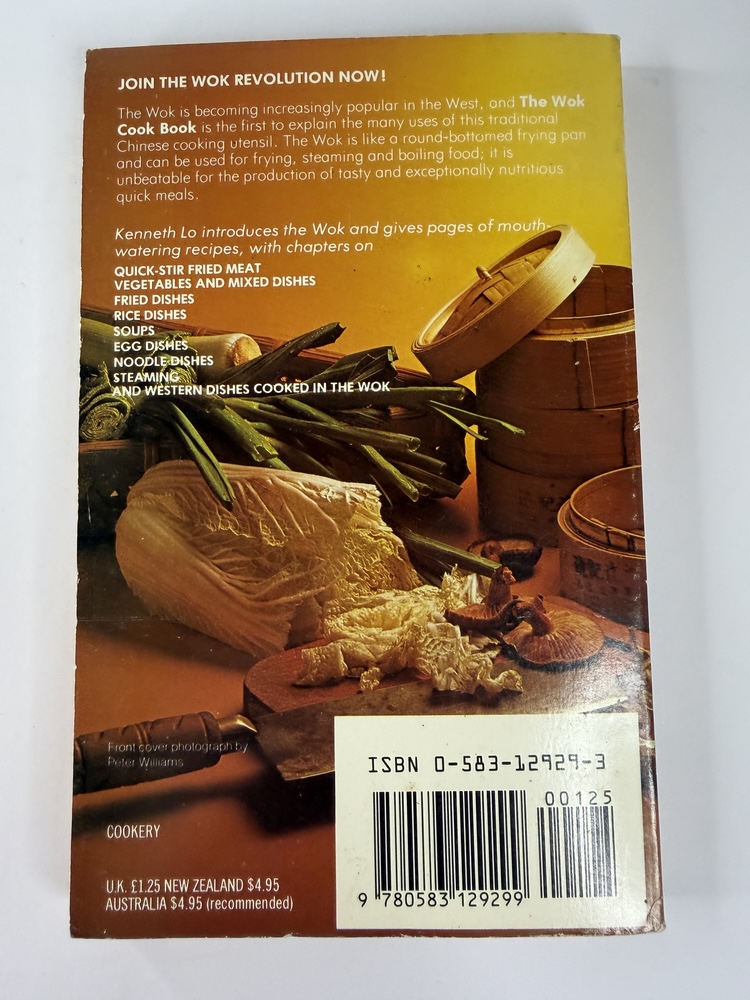 JOIN THE WOK REVOLUTION NOW!
The Wok is becoming increasingly popular in the West, and The Wok
Cook Book is the first to explain the many uses of this traditional
Chinese cooking utensil. The Wok is like a round-bottomed frying pan
and can be used for frying, steaming and boiling food; it is
unbeatable for the production of tasty and exceptionally nutritious
quick meals.
Kenneth Lo introduces the Wok and gives pages of mouth-
watering recipes, with chapters on
QUICK-STIR FRIED MEAT
VEGETABLES AND MIXED DISHES
FRIED DISHES
RICE DISHES
SOUPS
EGG DISHES
NOODLE DISHES
STEAMING
AND WESTERN DISHES COOKED IN THE WOK
Front cover photograph by
Peter Williams
COOKERY
U.K. £1.25 NEW ZEALAND $4.95
AUSTRALIA $4.95 (recommended)
ISBN 0-583-12929-3
00125
9 780583 129299